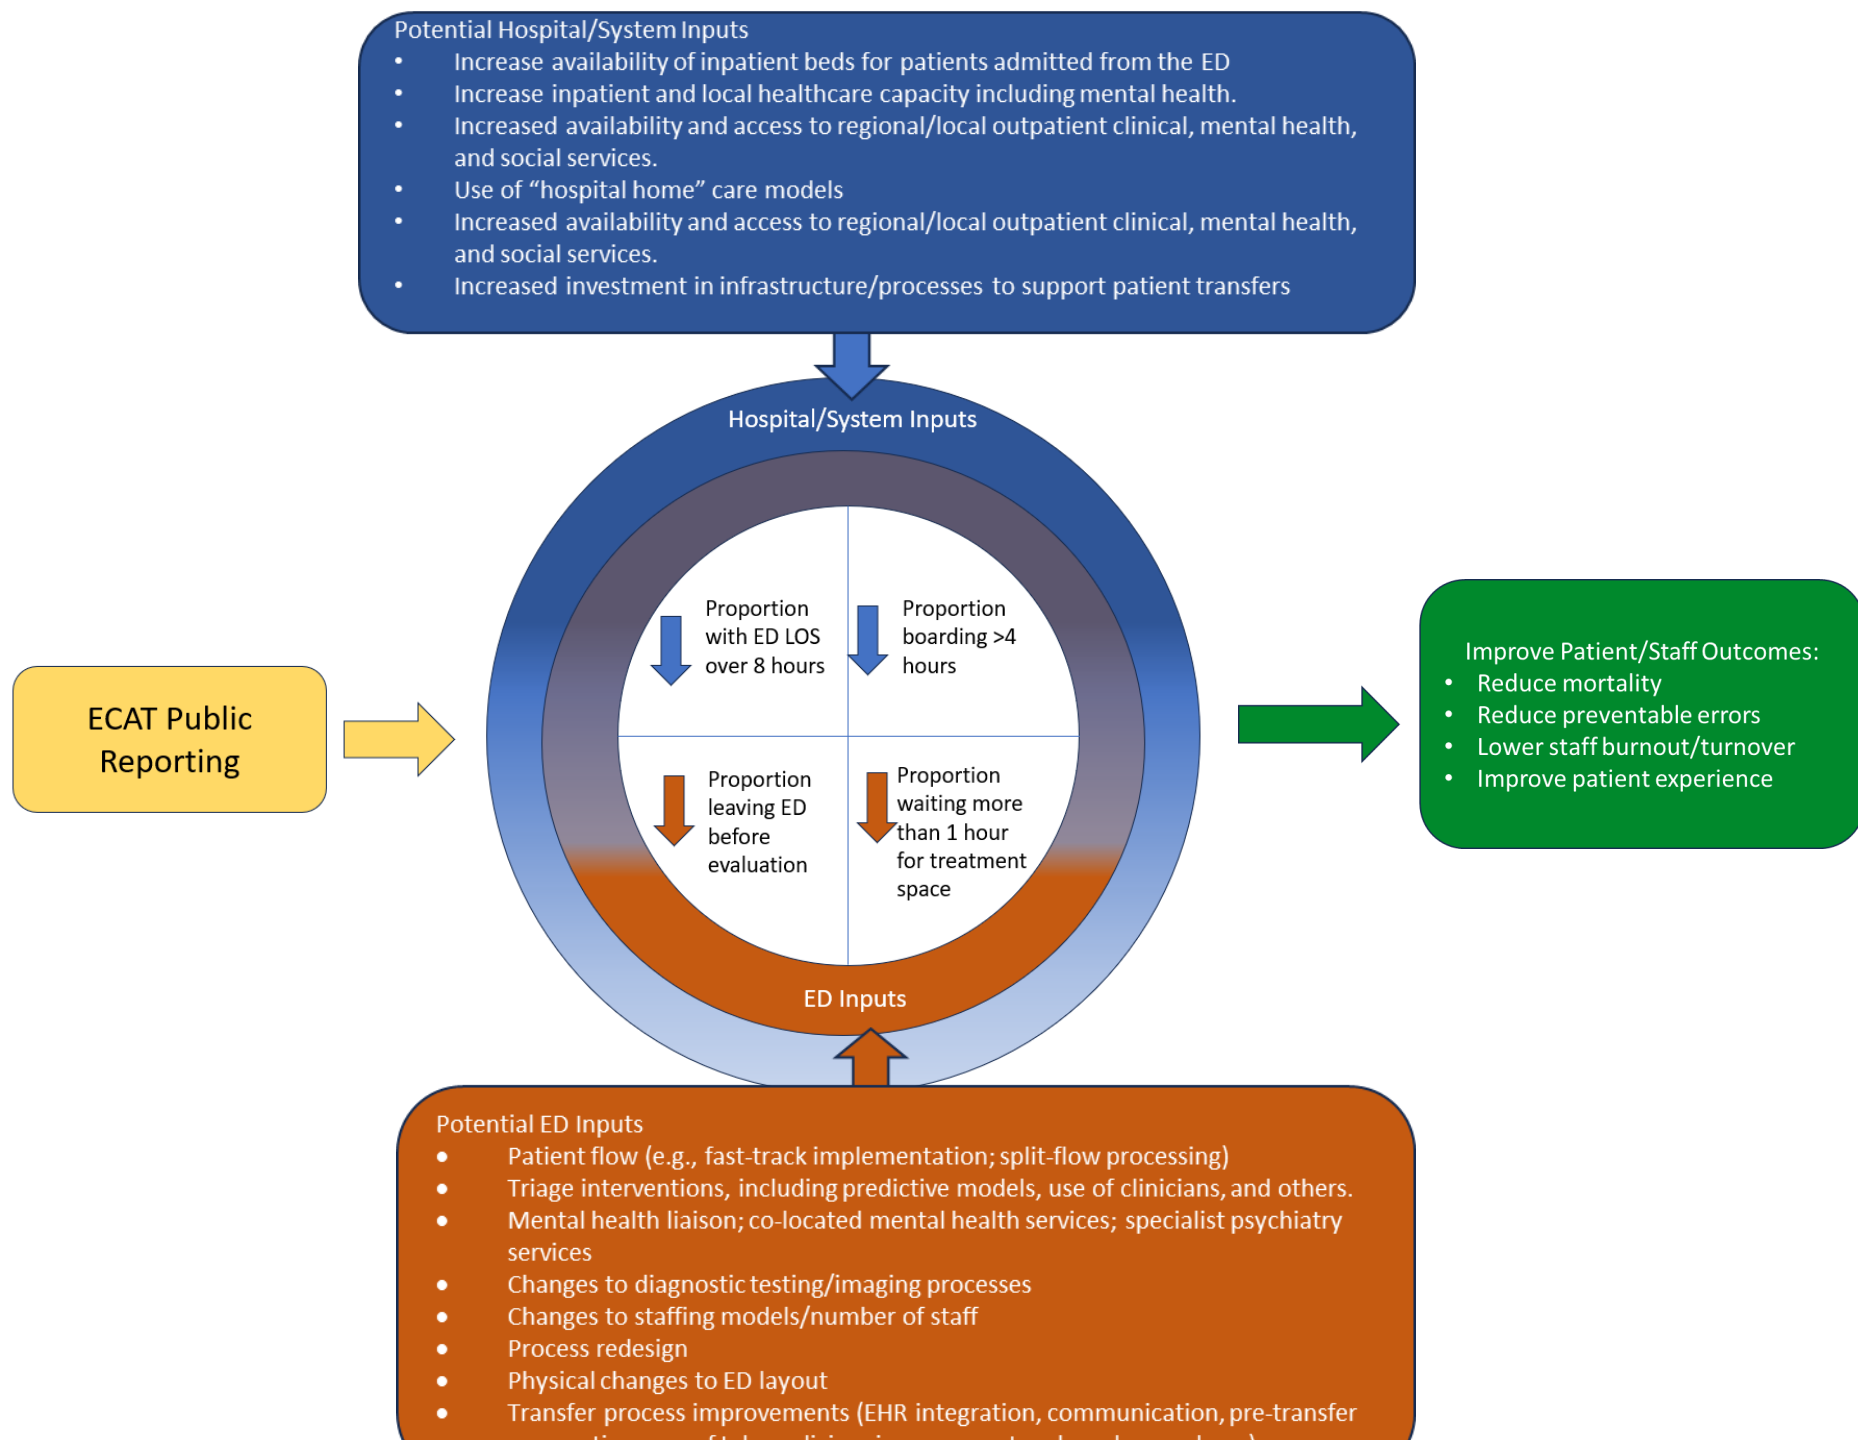 Potential Hospital/System Inputs
• Increase availability of inpatient beds for patients admitted from the ED
• Increase inpatient and local healthcare capacity including mental health.
• Increased availability and access to regional/local outpatient clinical, mental health,
and social services.
• Use of “hospital home” care models
• Increased availability and access to regional/local outpatient clinical, mental health,
and social services.
• Increased investment in infrastructure/processes to support patient transfers
Hospital/System Inputs
Proportion
with ED LOS
over 8 hours
Proportion
boarding >4
hours
Proportion
leaving ED
before
evaluation
Proportion
waiting more
than 1 hour
for treatment
space
ED Inputs
ECAT Public
Reporting
Improve Patient/Staff Outcomes:
• Reduce mortality
• Reduce preventable errors
• Lower staff burnout/turnover
• Improve patient experience
Potential ED Inputs
• Patient flow (e.g., fast-track implementation; split-flow processing)
• Triage interventions, including predictive models, use of clinicians, and others.
• Mental health liaison; co-located mental health services; specialist psychiatry
services
• Changes to diagnostic testing/imaging processes
• Changes to staffing models/number of staff
• Process redesign
• Physical changes to ED layout
• Transfer process improvements (EHR integration, communication, pre-transfer